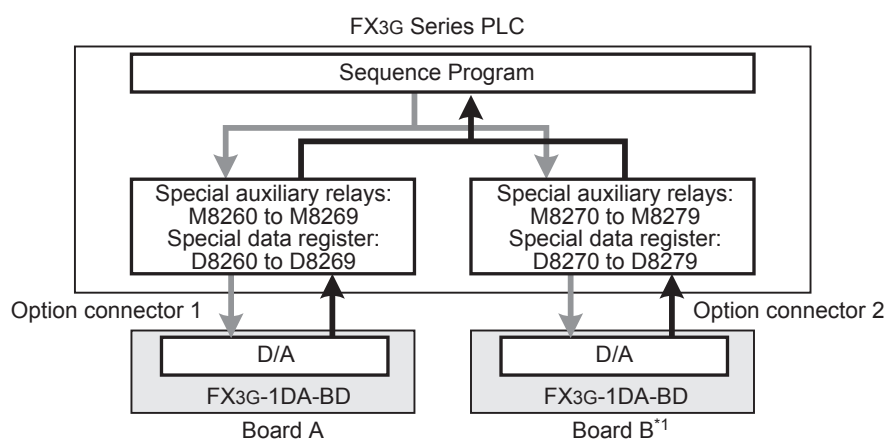 FX3G Series PLC
Sequence Program
Special auxiliary relays:
M8260 to M8269
Special data register:
D8260 to D8269
Special auxiliary relays:
M8270 to M8279
Special data register:
D8270 to D8279
Option connector 1
Option connector 2
D/A
FX3G-1DA-BD
Board A
D/A
FX3G-1DA-BD
Board B*1